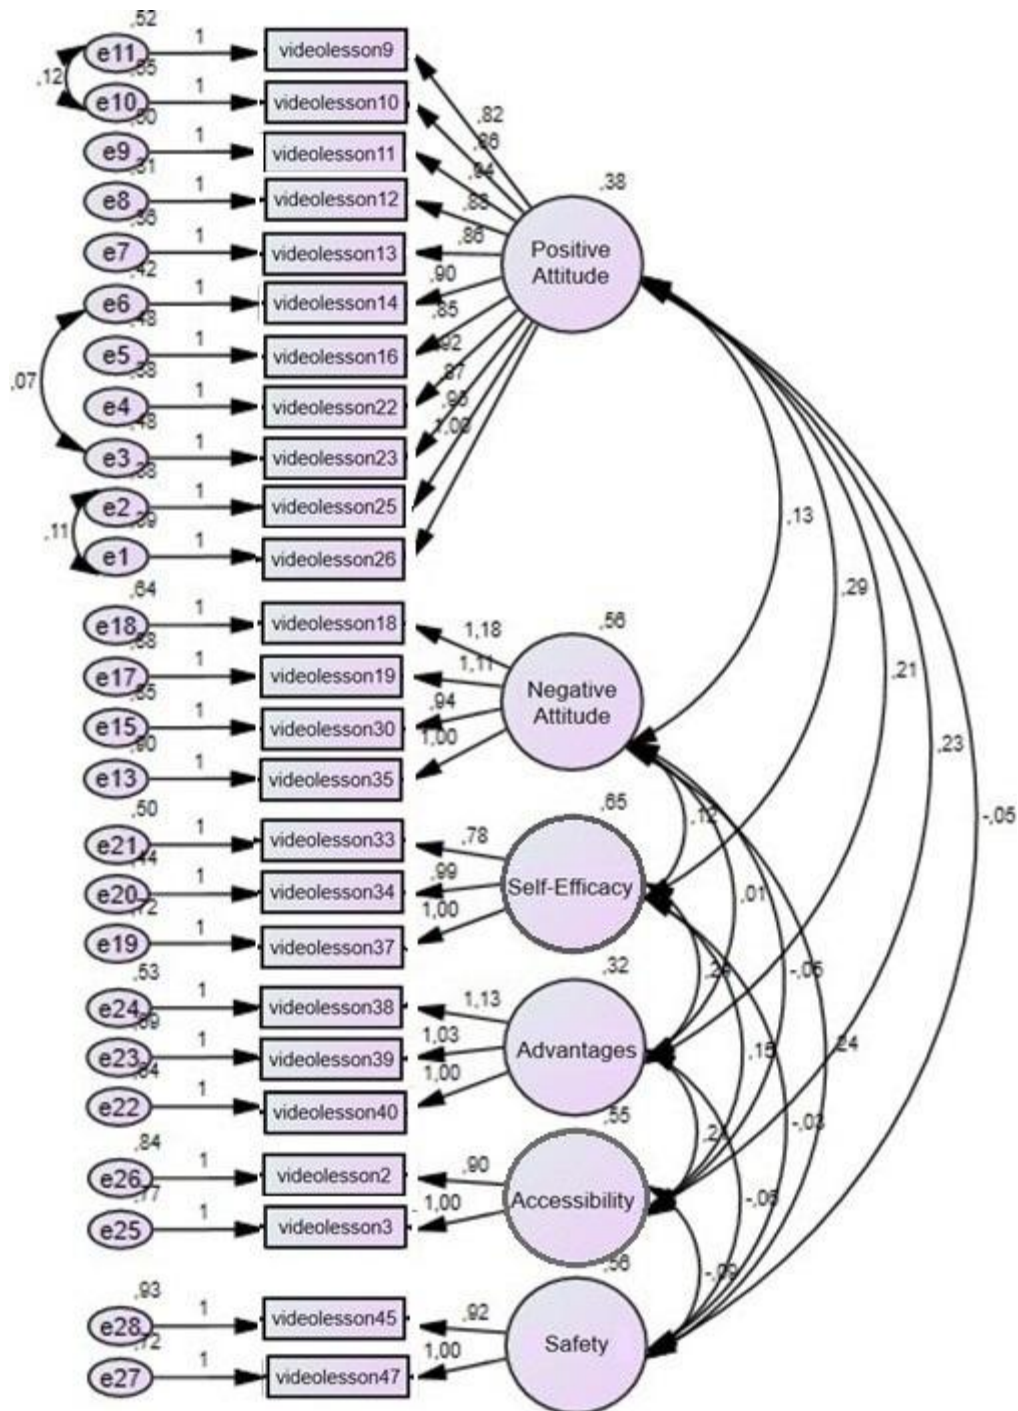 ,52
e11 1 videolesson9
,12
e10 1 videolesson10
e9 1 videolesson11
e8 1 videolesson12
e7 1 videolesson13
,42
e6 1 videolesson14
,07
e5 1 videolesson16
e4 1 videolesson22
,48
e3 1 videolesson23
e2 1 videolesson25
,11
e1 1 videolesson26
,82
,86
,94
,88
,86
,90
,85
,92
,87
1,00
,38
Positive
Attitude
,64
e18 1 videolesson18 1,18
e17 1 videolesson19 1,11
e15 1 videolesson30 ,94
e13 1 videolesson35 1,00
,56
Negative
Attitude
,50
e21 1 videolesson33 ,78
e20 1 videolesson34 ,99
,72
e19 1 videolesson37 1,00
,65
Self-Efficacy
,53
e24 1 videolesson38 1,13
e23 1 videolesson39 1,03
e22 1 videolesson40 1,00
,32
Advantages
,84
e26 1 videolesson2 ,90
,77
e25 1 videolesson3 1,00
,55
Accessibility
,93
e28 1 videolesson45 ,92
,72
e27 1 videolesson47 1,00
,56
Safety
,13
,29
,21
,23
-,05
,12
,01
,15
,24
-,09